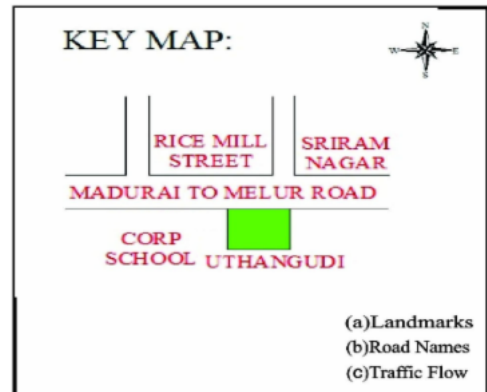 KEY MAP:
N
W E
S
RICE MILL
STREET
SRIRAM
NAGAR
MADURAI TO MELUR ROAD
CORP
SCHOOL
UTHANGUDI
(a)Landmarks
(b)Road Names
(c)Traffic Flow